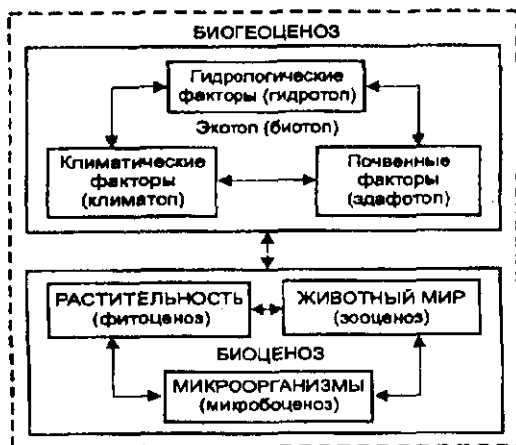 БИОГЕОЦЕНОЗ
Гидрологические
факторы (гидротоп)
Экотоп (биотоп)
Климатические
факторы
(климатоп)
Почвенные
факторы
(эдафотоп)
РАСТИТЕЛЬНОСТЬ
(фитоценоз)
ЖИВОТНЫЙ МИР
(зооценоз)
БИОЦЕНОЗ
МИКРООРГАНИЗМЫ
(микробоценоз)